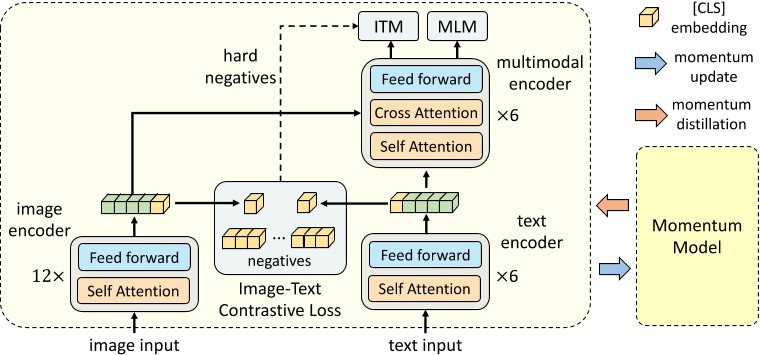 ITM
MLM
hard
negatives
Feed forward
Cross Attention
Self Attention
multimodal
encoder
×6
[CLS]
embedding
momentum
update
momentum
distillation
image
encoder
12×
Feed forward
Self Attention
image input
...
negatives
Image-Text
Contrastive Loss
text
encoder
Feed forward
Self Attention
×6
text input
Momentum
Model